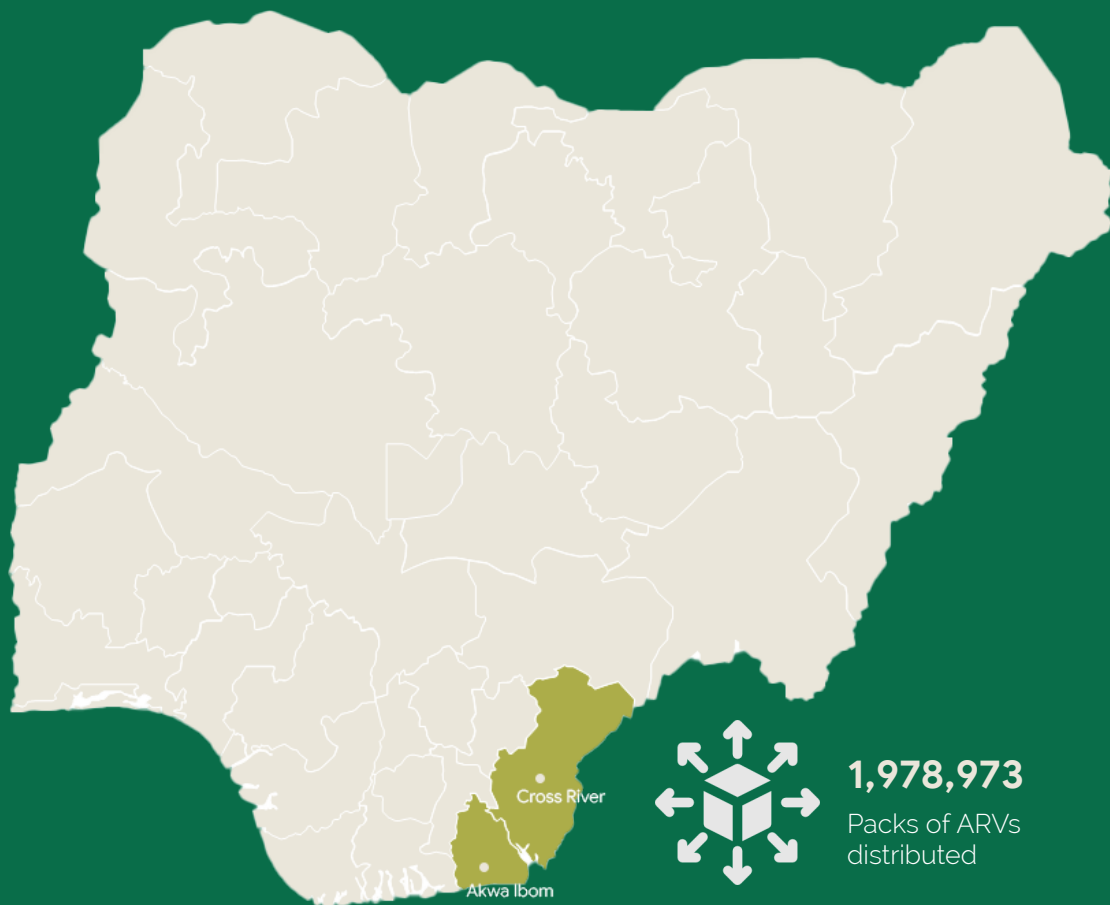 Cross River
Akwa Ibom
1,978,973
Packs of ARVs
distributed